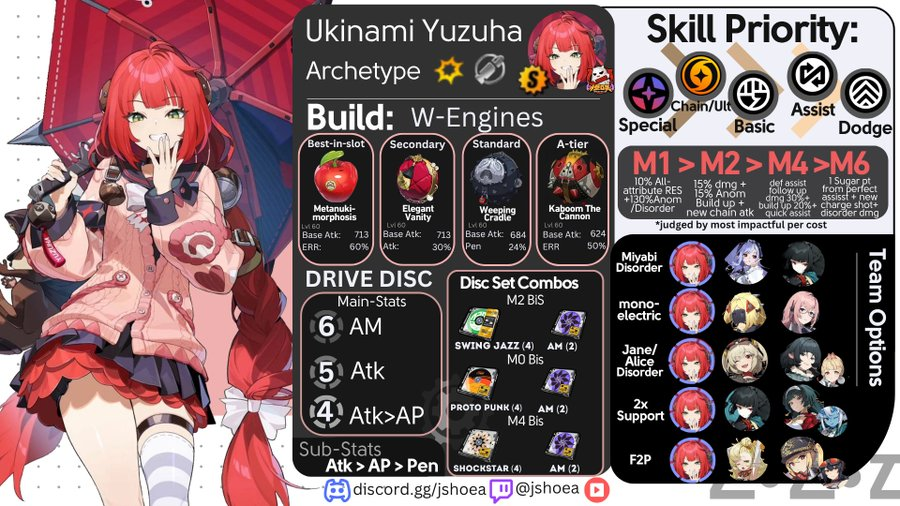 Ukinami Yuzuha
Archetype
S
Build: W-Engines
Best-in-slot
Metanuki-
morphosis
Lvl 60
Base Atk: 713
ERR: 60%
Secondary
Elegant
Vanity
Lvl 60
Base Atk: 713
Atk: 30%
Standard
Weeping
Cradle
Lvl 60
Base Atk: 684
Pen 24%
A-tier
Kaboom The
Cannon
Lvl 60
Base Atk: 624
ERR 50%
DRIVE DISC
Main-Stats
6 AM
5 Atk
4 Atk>AP
Sub-Stats
Atk > AP > Pen
Disc Set Combos
M2 BiS
SWING JAZZ (4) AM (2)
M0 Bis
PROTO PUNK (4) AM (2)
M4 Bis
SHOCKSTAR (4) AM (2)
discord.gg/jshoea @jshoea
Skill Priority:
Special
Chain/Ult
Basic
Assist
Dodge
M1 > M2 > M4 >M6
10% All-
attribute RES
+130%Anom
/Disorder
15% dmg +
15% Anom
Build up +
new chain atk
def assist
follow up
dmg 30%+
build up 20%+
quick assist
1 Sugar pt
from perfect
assisst + new
charge shot+
disorder dmg
*judged by most impactful per cost
Team Options
Miyabi
Disorder
mono-
electric
Jane/
Alice
Disorder
2x
Support
F2P
Z•Z•Z